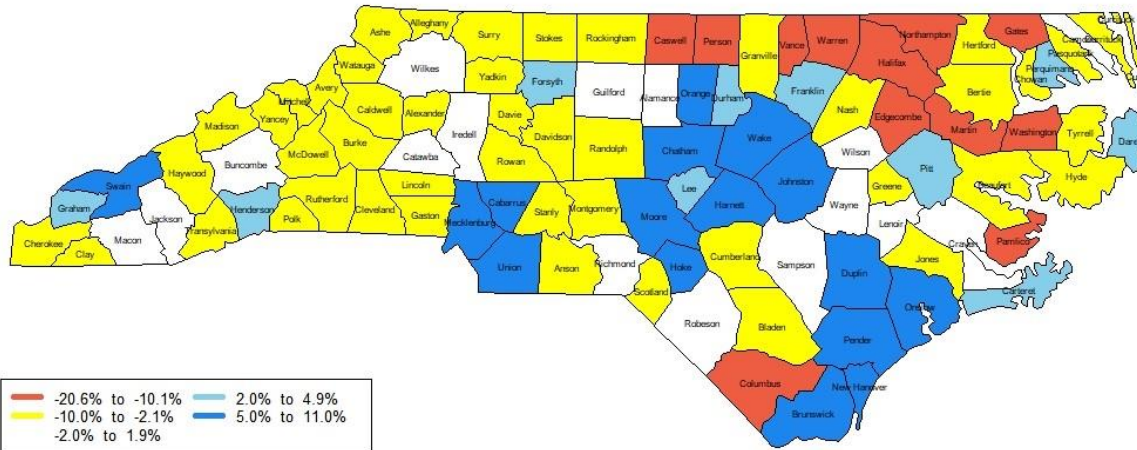 Alleghany
Ashe
Surry
Stokes
Rockingham
Caswell
Person
Granville
Vance
Warren
Northampton
Gates
Hertford
Halifax
Camden
Currituck
Pasquotank
Perquimans
Chowan
Watauga
Wilkes
Yadkin
Forsyth
Guilford
Alamance
Orange
Durham
Franklin
Nash
Bertie
Avery
Mitchell
Yancey
Caldwell
Alexander
Davie
Iredell
Davidson
Randolph
Chatham
Wake
Edgecombe
Martin
Washington
Tyrrell
Dare
Madison
Burke
McDowell
Catawba
Rowan
Wilson
Pitt
Buncombe
Haywood
Swain
Graham
Jackson
Henderson
Rutherford
Polk
Cleveland
Lincoln
Gaston
Mecklenburg
Cabarrus
Stanly
Montgomery
Moore
Lee
Harnett
Johnston
Wayne
Greene
Beaufort
Hyde
Cherokee
Clay
Macon
Transylvania
Union
Anson
Richmond
Hoke
Scotland
Cumberland
Sampson
Duplin
Lenoir
Craven
Jones
Pamlico
Onslow
Carteret
Robeson
Bladen
Pender
Columbus
New Hanover
Brunswick
-20.6% to -10.1%
2.0% to 4.9%
-10.0% to -2.1%
5.0% to 11.0%
-2.0% to 1.9%